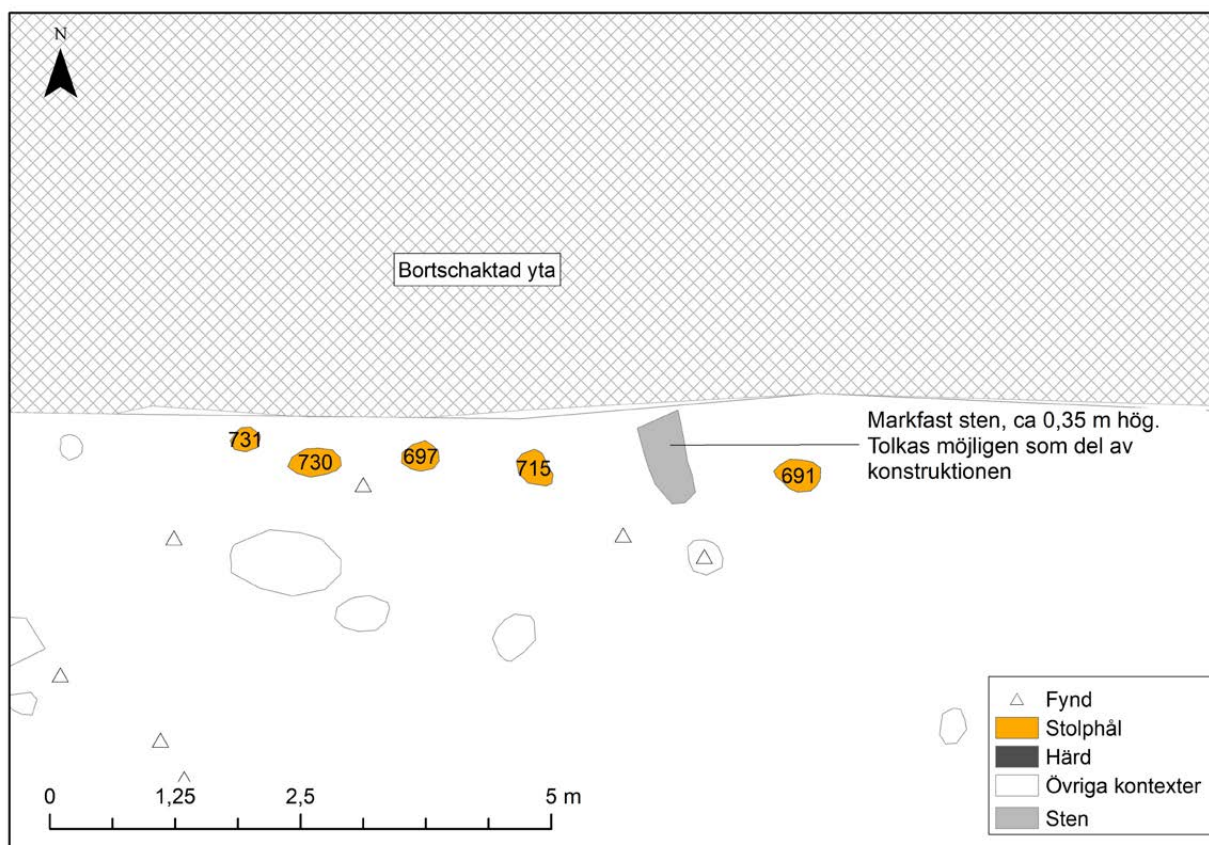 N
Bortschaktad yta
Markfast sten, ca 0,35 m hög.
Tolkas möjligen som del av
konstruktionen
731
730
697
715
691
Fynd
Stolphål
Härd
Övriga kontexter
Sten
0 1,25 2,5 5 m